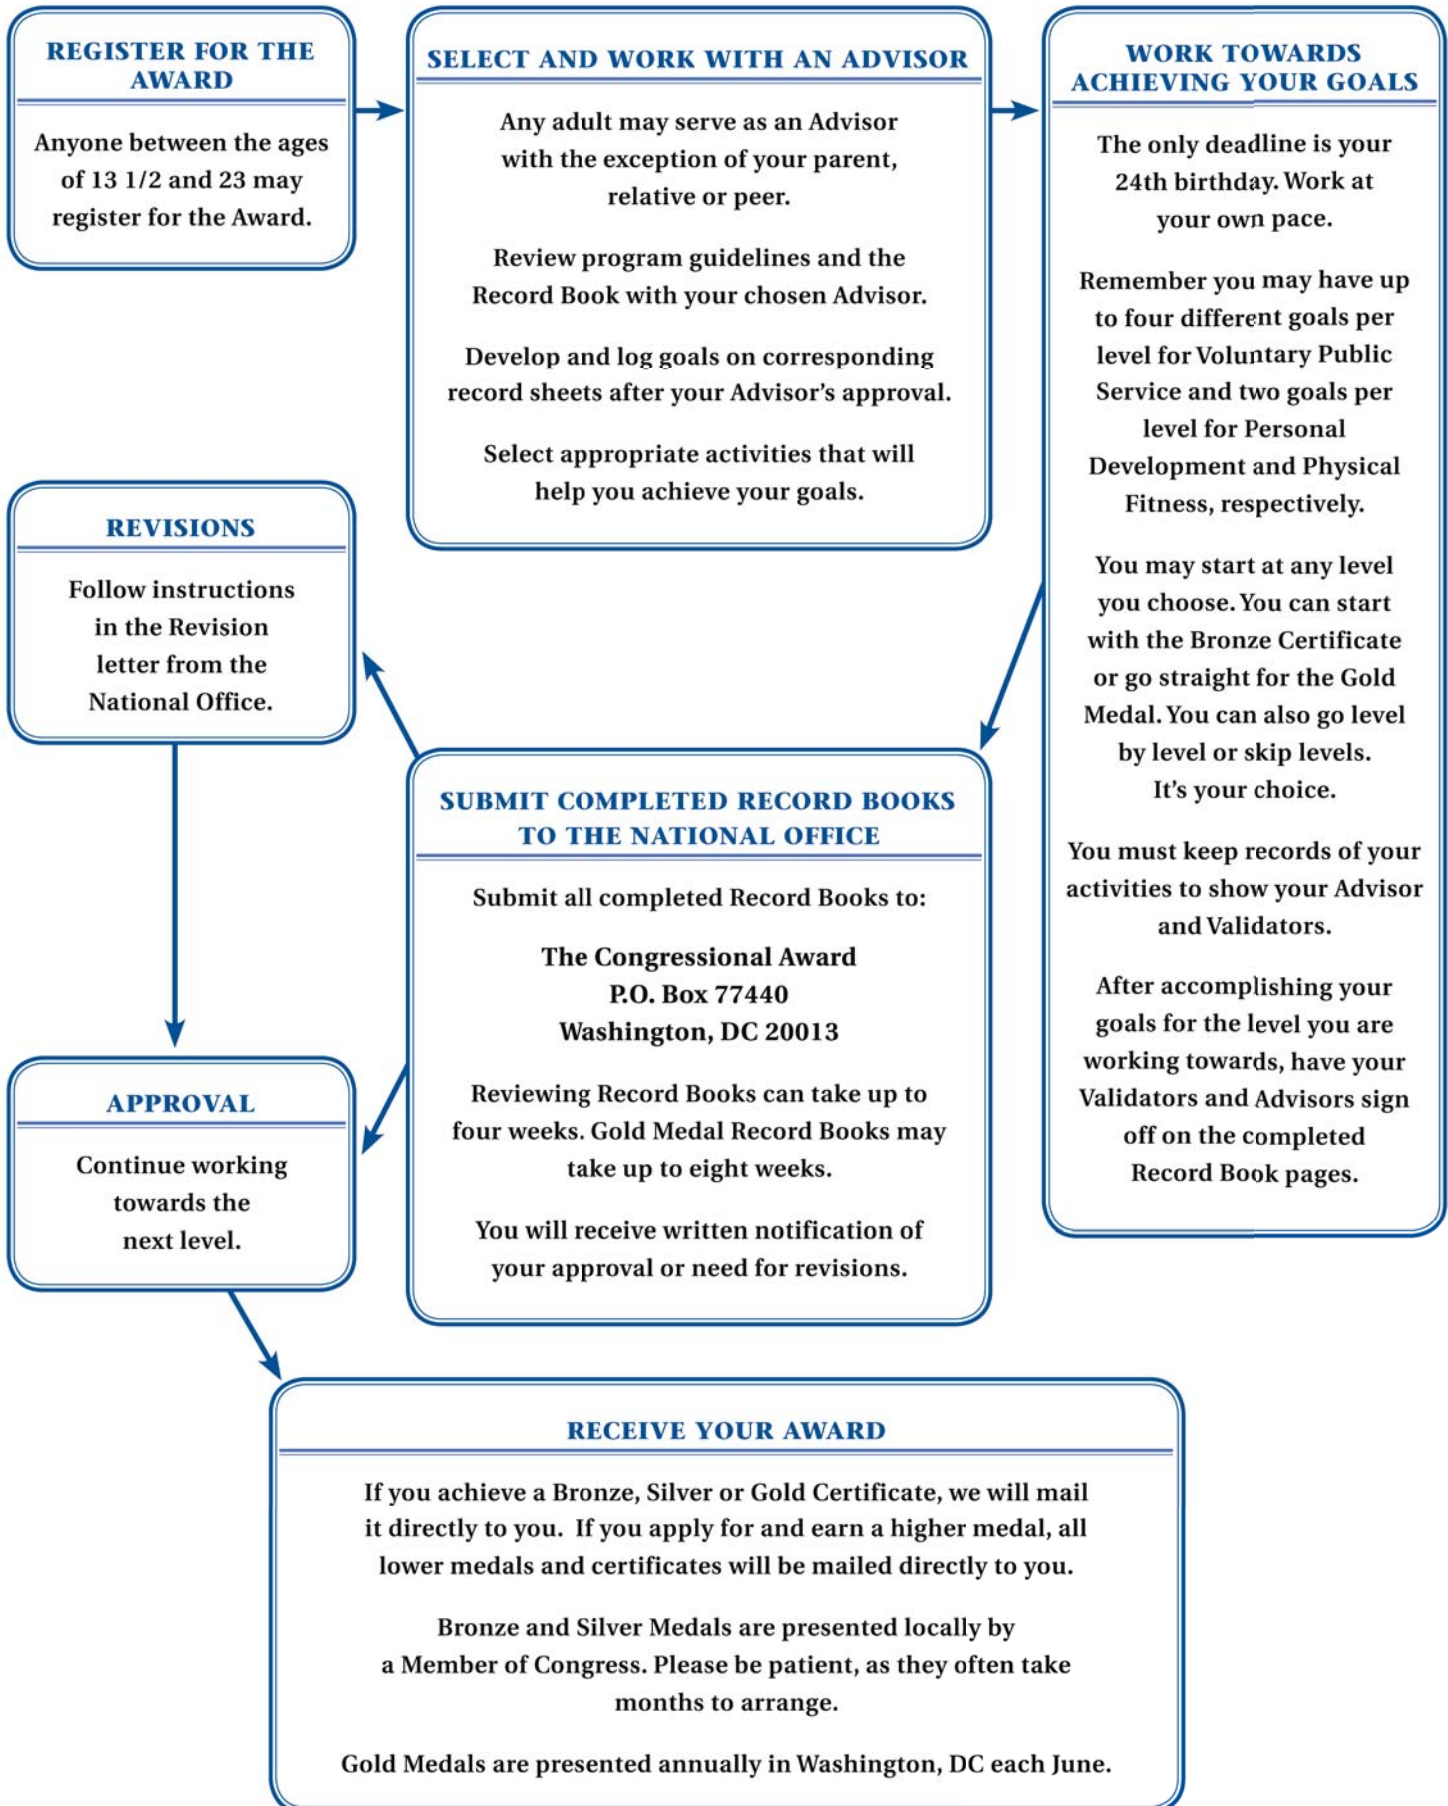 REGISTER FOR THE
AWARD
Anyone between the ages
of 13 1/2 and 23 may
register for the Award.
SELECT AND WORK WITH AN ADVISOR
Any adult may serve as an Advisor
with the exception of your parent,
relative or peer.
Review program guidelines and the
Record Book with your chosen Advisor.
Develop and log goals on corresponding
record sheets after your Advisor's approval.
Select appropriate activities that will
help you achieve your goals.
WORK TOWARDS
ACHIEVING YOUR GOALS
The only deadline is your
24th birthday. Work at
your own pace.
Remember you may have up
to four different goals per
level for Voluntary Public
Service and two goals per
level for Personal
Development and Physical
Fitness, respectively.
You may start at any level
you choose. You can start
with the Bronze Certificate
or go straight for the Gold
Medal. You can also go level
by level or skip levels.
It's your choice.
You must keep records of your
activities to show your Advisor
and Validators.
After accomplishing your
goals for the level you are
working towards, have your
Validators and Advisors sign
off on the completed
Record Book pages.
SUBMIT COMPLETED RECORD BOOKS
TO THE NATIONAL OFFICE
Submit all completed Record Books to:
The Congressional Award
P.O. Box 77440
Washington, DC 20013
Reviewing Record Books can take up to
four weeks. Gold Medal Record Books may
take up to eight weeks.
You will receive written notification of
your approval or need for revisions.
REVISIONS
Follow instructions
in the Revision
letter from the
National Office.
APPROVAL
Continue working
towards the
next level.
RECEIVE YOUR AWARD
If you achieve a Bronze, Silver or Gold Certificate, we will mail
it directly to you. If you apply for and earn a higher medal, all
lower medals and certificates will be mailed directly to you.
Bronze and Silver Medals are presented locally by
a Member of Congress. Please be patient, as they often take
months to arrange.
Gold Medals are presented annually in Washington, DC each June.